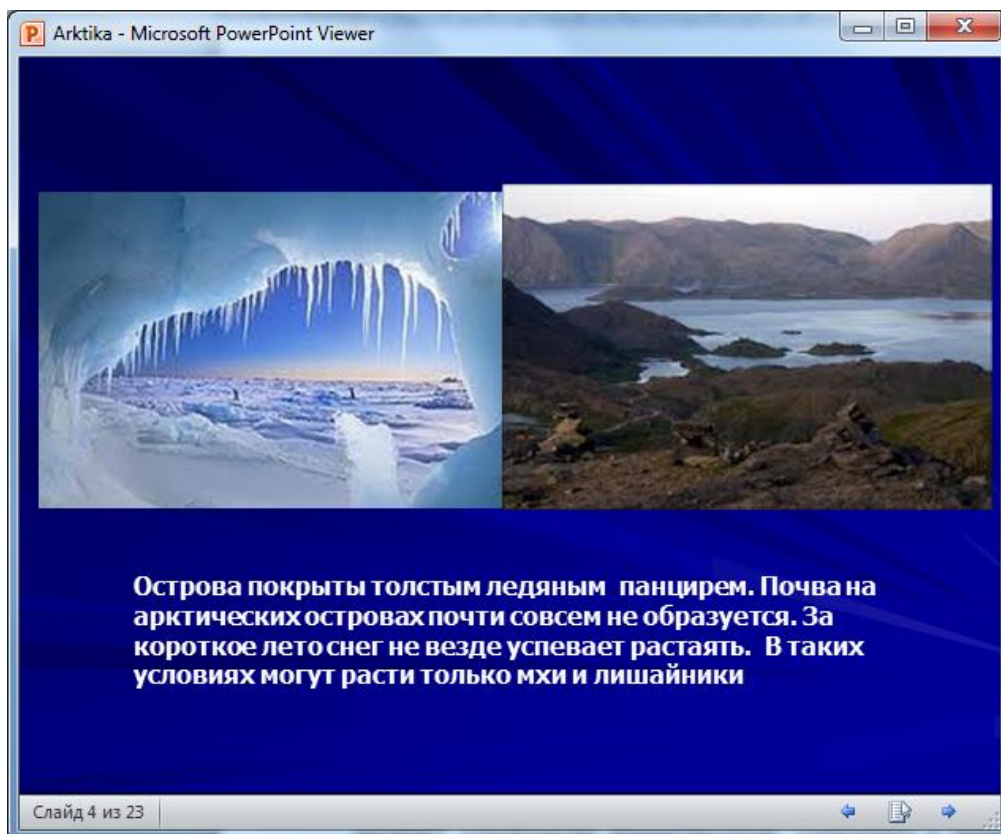 Arktika - Microsoft PowerPoint Viewer
Острова покрыты толстым ледяным панцирем. Почва на
арктических островах почти совсем не образуется. За
короткое лето снег не везде успевает растаять. В таких
условиях могут расти только мхи и лишайники
Слайд 4 из 23